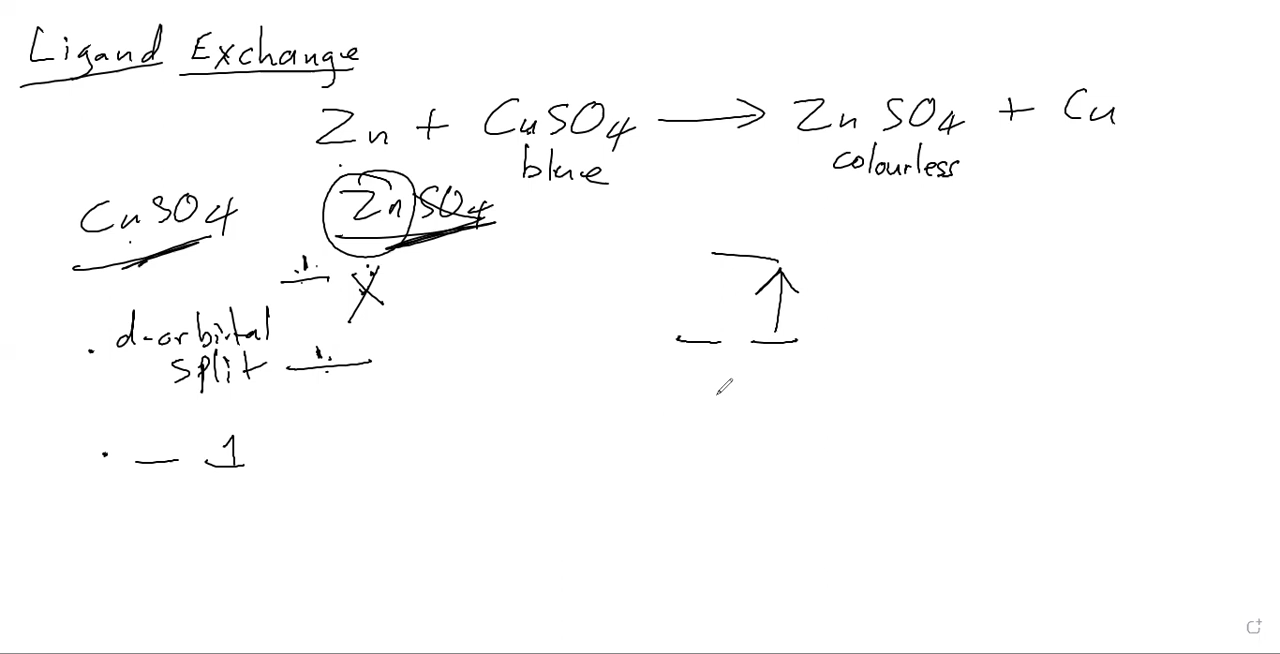 Ligand Exchange
Zn + CuSO4 → ZnSO4 + Cu
blue colourless
CuSO4 ZnSO4
d-orbital
split
1